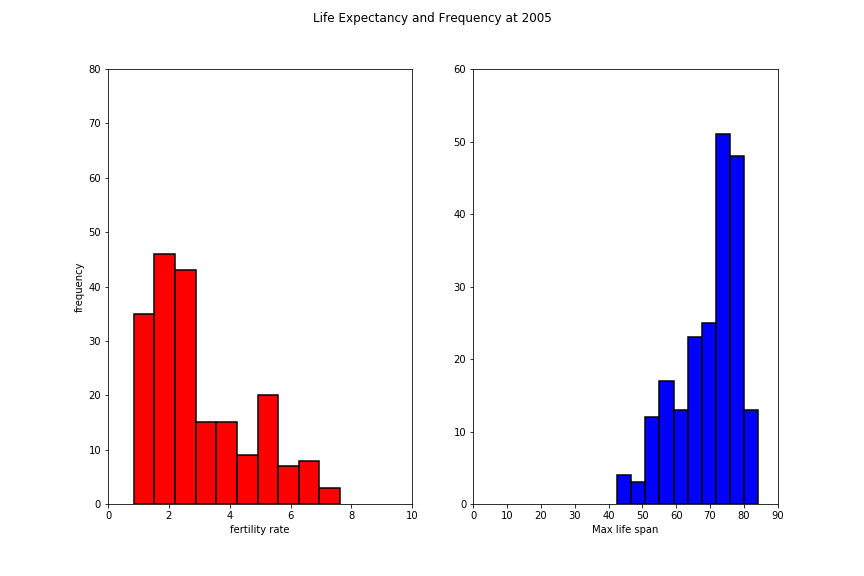 Life Expectancy and Frequency at 2005
80
70
60
50
40
30
20
10
0
frequency
0 2 4 6 8 10
fertility rate
60
50
40
30
20
10
0
0 10 20 30 40 50 60 70 80 90
Max life span